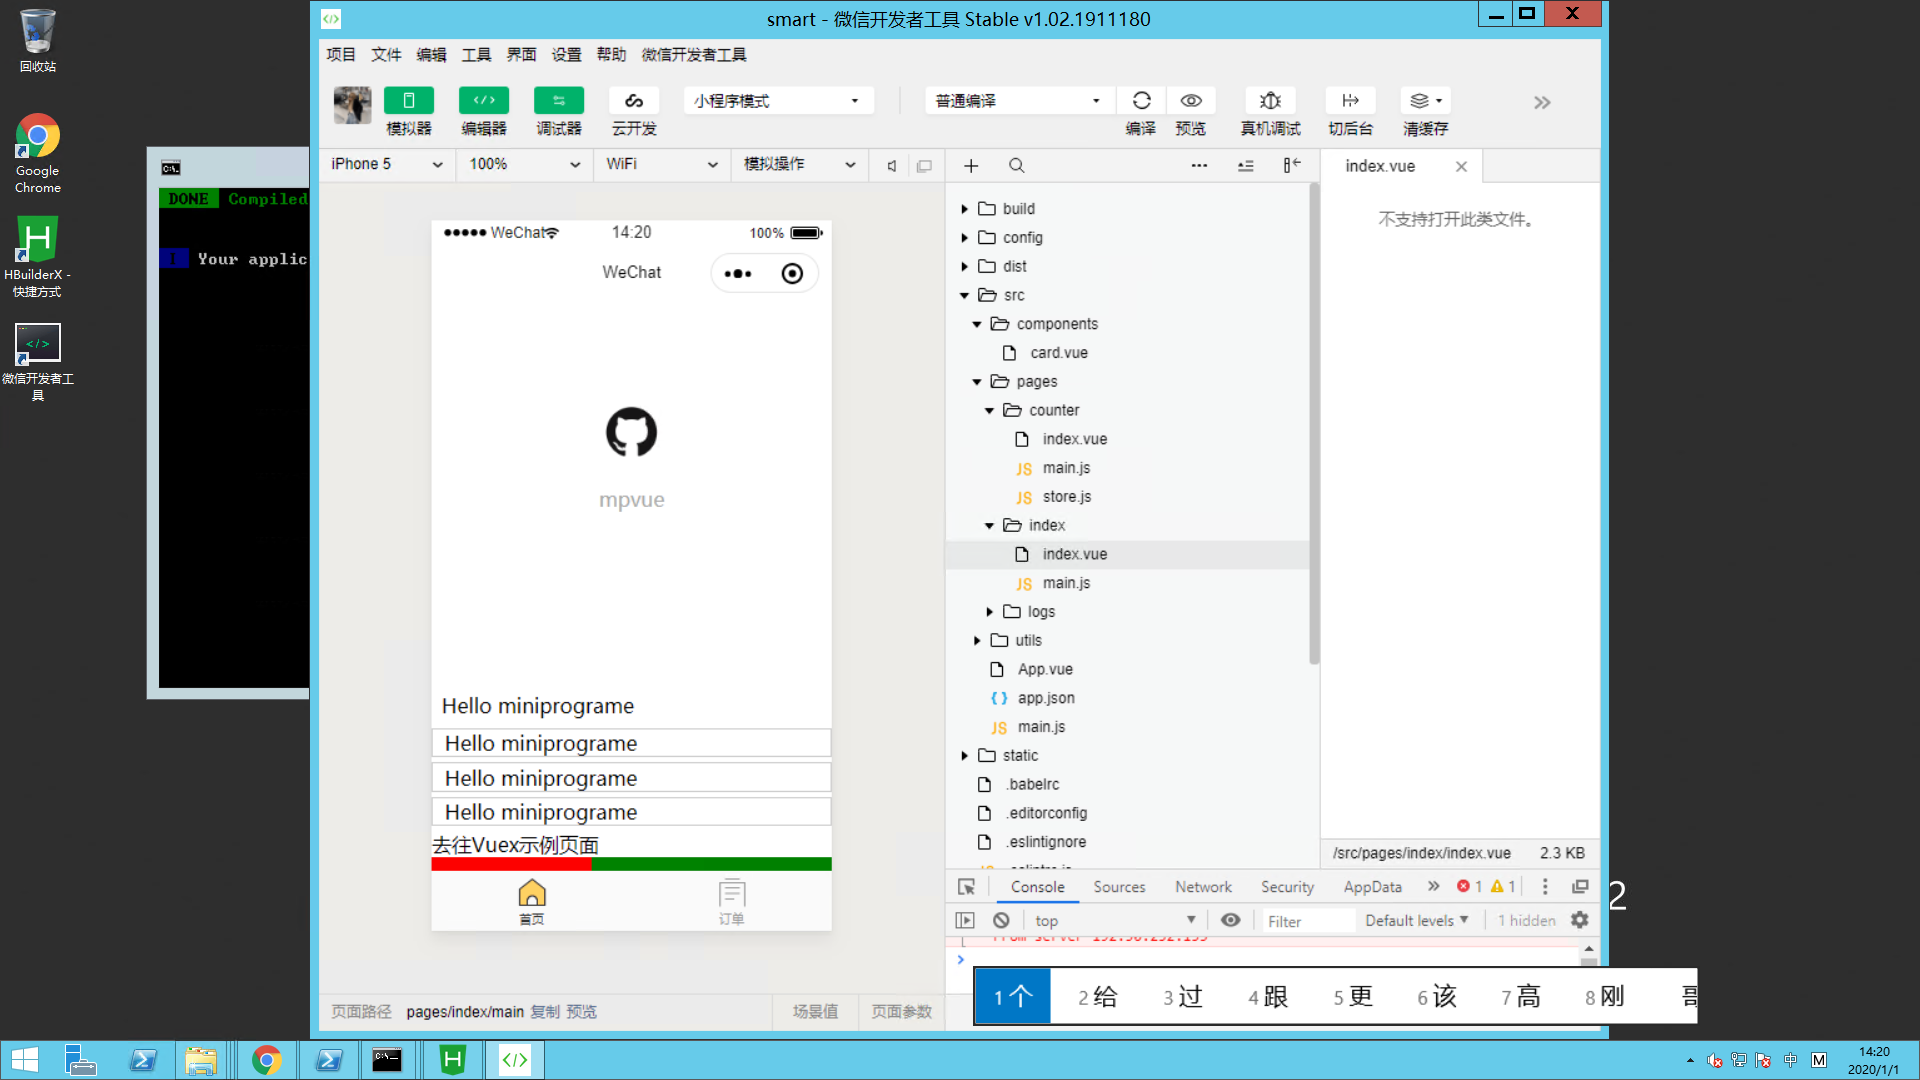 回收站
Google
Chrome
HBuilderX -
快捷方式
微信开发者工
具
DONE Compiled
I Your applic
smart - 微信开发者工具 Stable v1.02.1911180
项目 文件 编辑 工具 界面 设置 帮助 微信开发者工具
模拟器 编辑器 调试器 云开发
小程序模式
普通编译
编译 预览 真机调试 切后台 清缓存
iPhone 5 100% WiFi 模拟操作
WeChat 14:20 100%
WeChat
mpvue
Hello miniprograme
Hello miniprograme
Hello miniprograme
Hello miniprograme
去往Vuex示例页面
首页 订单
页面路径 pages/index/main 复制 预览 场景值 页面参数
build
config
dist
src
components
card.vue
pages
counter
index.vue
JS main.js
JS store.js
index
index.vue
JS main.js
logs
utils
App.vue
{} app.json
JS main.js
static
.babelrc
.editorconfig
.eslintignore
index.vue
不支持打开此类文件。
/src/pages/index/index.vue 2.3 KB
Console Sources Network Security AppData 1 1
top Filter Default levels 1 hidden
2
1 个 2 给 3 过 4 跟 5 更 6 该 7 高 8 刚
中 M
14:20
2020/1/1